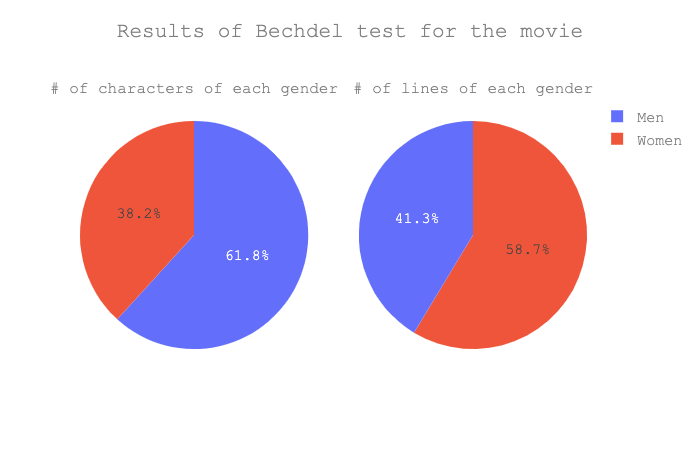 Results of Bechdel test for the movie
# of characters of each gender
# of lines of each gender
Men
Women
38.2%
61.8%
41.3%
58.7%